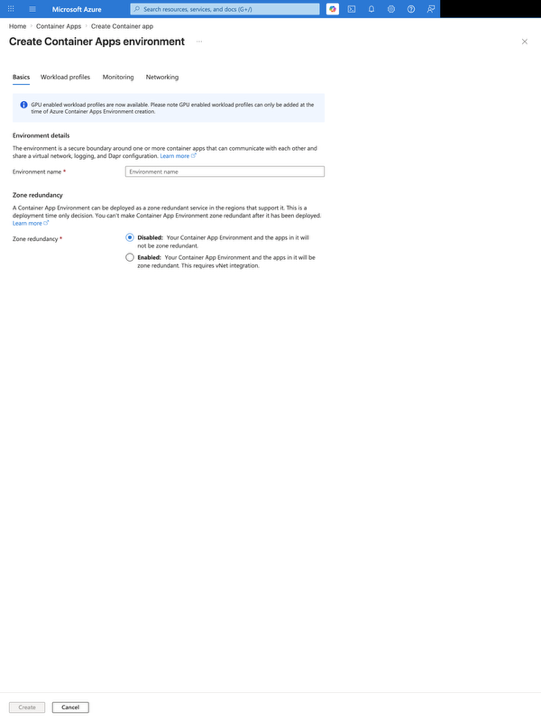 Microsoft Azure
Search resources, services, and docs (G+/)
Home
Container Apps
Create Container app
Create Container Apps environment
Basics
Workload profiles
Monitoring
Networking
GPU enabled workload profiles are now available. Please note GPU enabled workload profiles can only be added at the
time of Azure Container Apps Environment creation.
Environment details
The environment is a secure boundary around one or more container apps that can communicate with each other and
share a virtual network, logging, and Dapr configuration. Learn more
Environment name *
Environment name
Zone redundancy
A Container App Environment can be deployed as a zone redundant service in the regions that support it. This is a
deployment time only decision. You can't make Container App Environment zone redundant after it has been deployed.
Learn more
Zone redundancy *
Disabled: Your Container App Environment and the apps in it will
not be zone redundant.
Enabled: Your Container App Environment and the apps in it will be
zone redundant. This requires vNet integration.
Create
Cancel